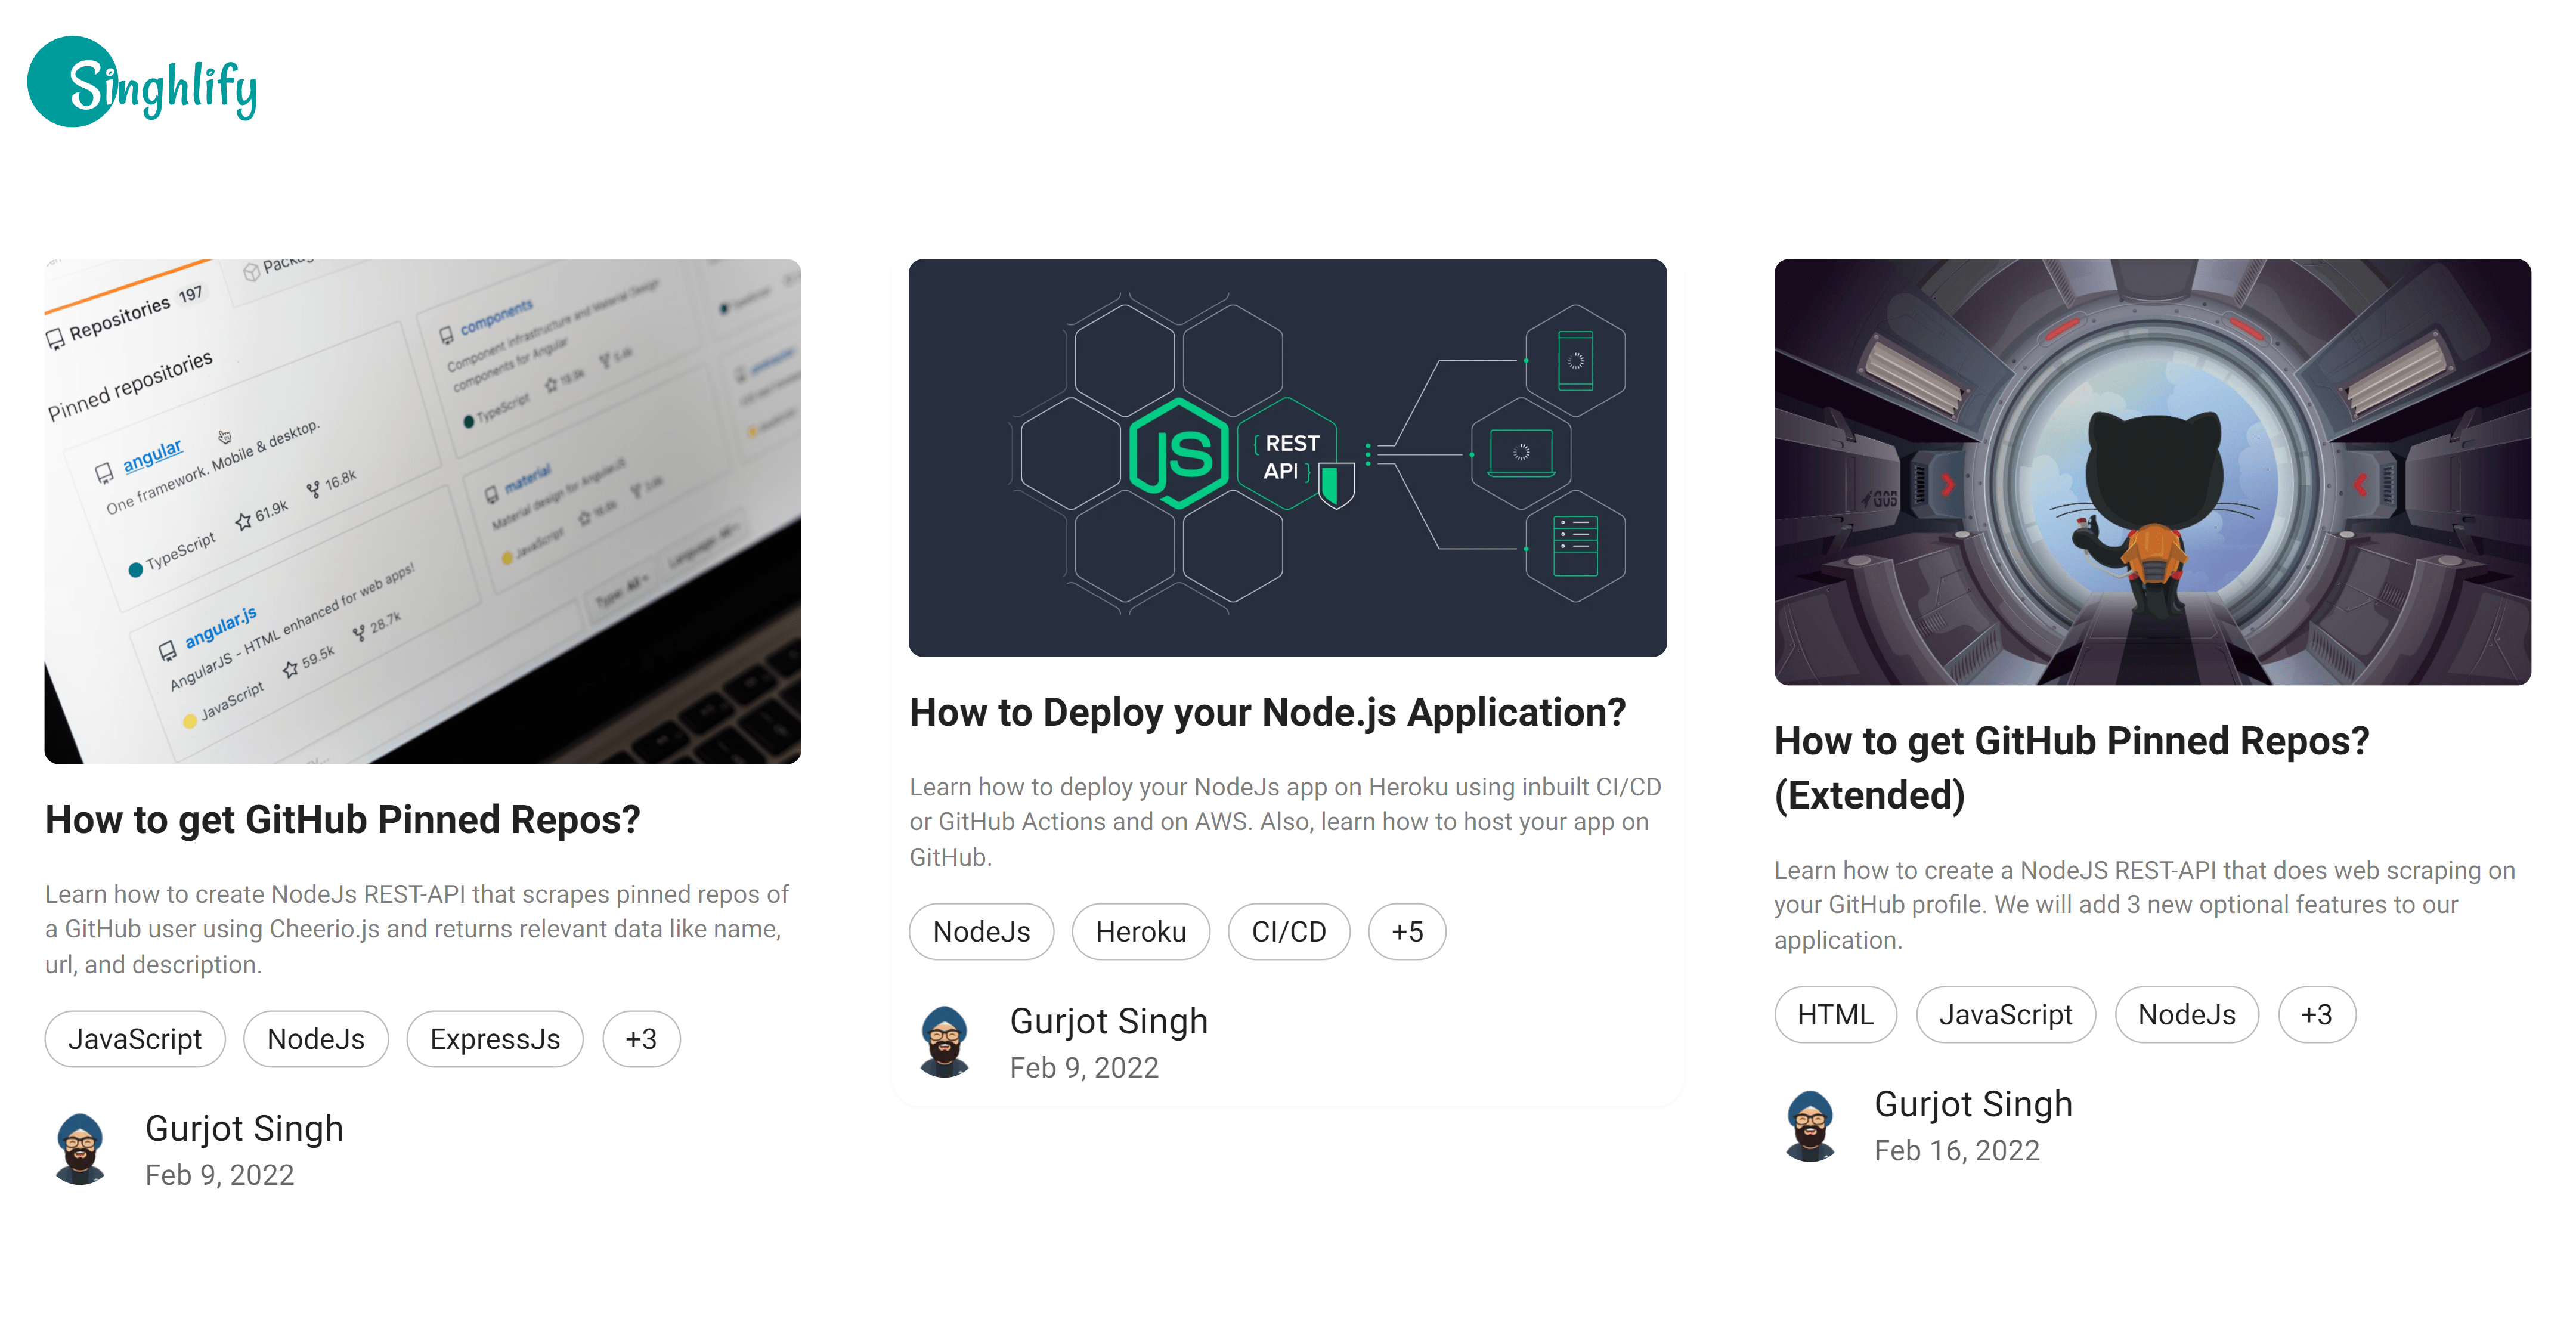 Singhlify
Repositories 197
Pinned repositories
angular
One framework. Mobile & desktop.
TypeScript 61.9k 16.8k
angular.js
AngularJS - HTML enhanced for web apps!
JavaScript 59.5k 28.7k
components
Component infrastructure and Material Design
components for Angular
TypeScript
material
Material design for AngularJS
JavaScript
How to get GitHub Pinned Repos?
Learn how to create NodeJs REST-API that scrapes pinned repos of
a GitHub user using Cheerio.js and returns relevant data like name,
url, and description.
JavaScript NodeJs ExpressJs +3
Gurjot Singh
Feb 9, 2022
JS
{ REST
API }
How to Deploy your Node.js Application?
Learn how to deploy your NodeJs app on Heroku using inbuilt CI/CD
or GitHub Actions and on AWS. Also, learn how to host your app on
GitHub.
NodeJs Heroku CI/CD +5
Gurjot Singh
Feb 9, 2022
How to get GitHub Pinned Repos?
(Extended)
Learn how to create a NodeJS REST-API that does web scraping on
your GitHub profile. We will add 3 new optional features to our
application.
HTML JavaScript NodeJs +3
Gurjot Singh
Feb 16, 2022